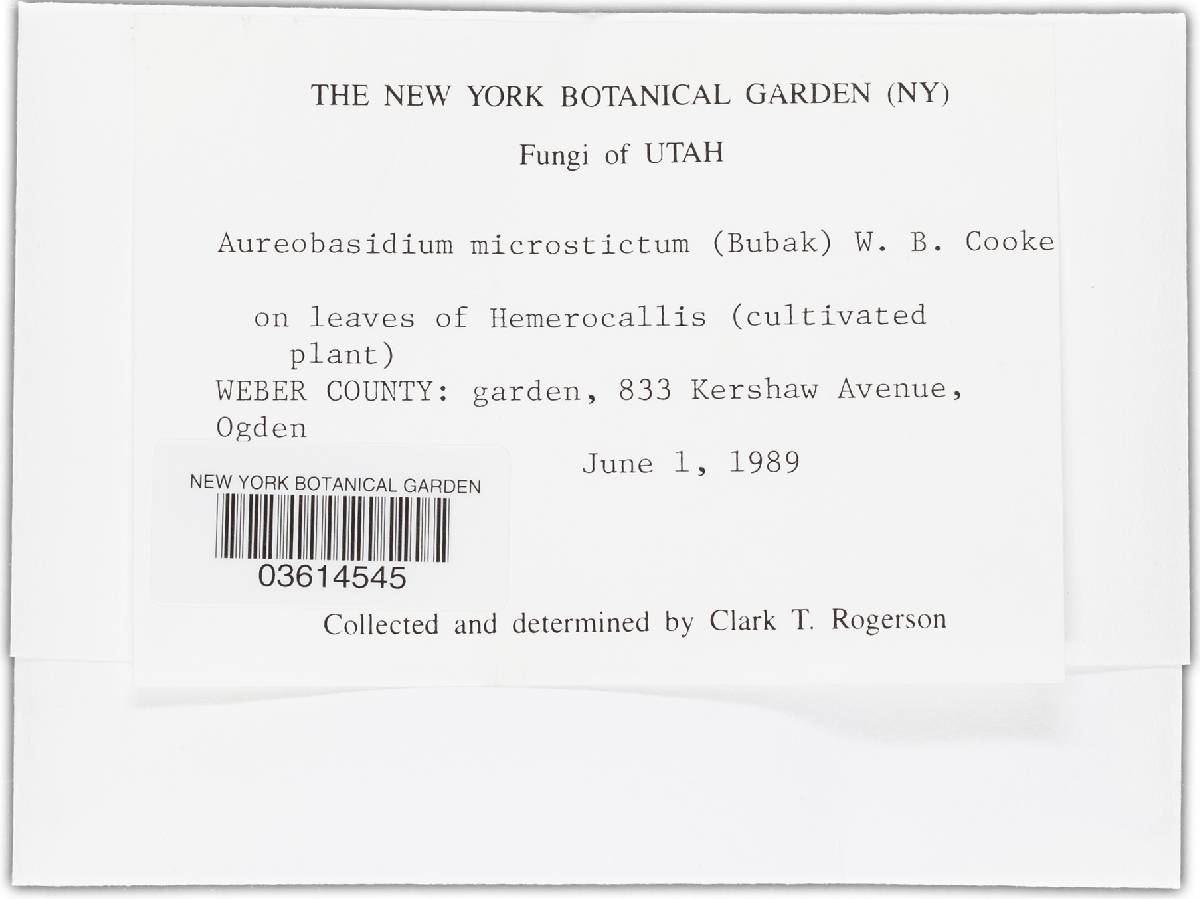 THE NEW YORK BOTANICAL GARDEN (NY)
Fungi of UTAH
Aureobasidium microstictum (Bubak) W. B. Cooke
on leaves of Hemerocallis (cultivated
plant)
WEBER COUNTY: garden, 833 Kershaw Avenue,
Ogden
June 1, 1989
NEW YORK BOTANICAL GARDEN
03614545
Collected and determined by Clark T. Rogerson